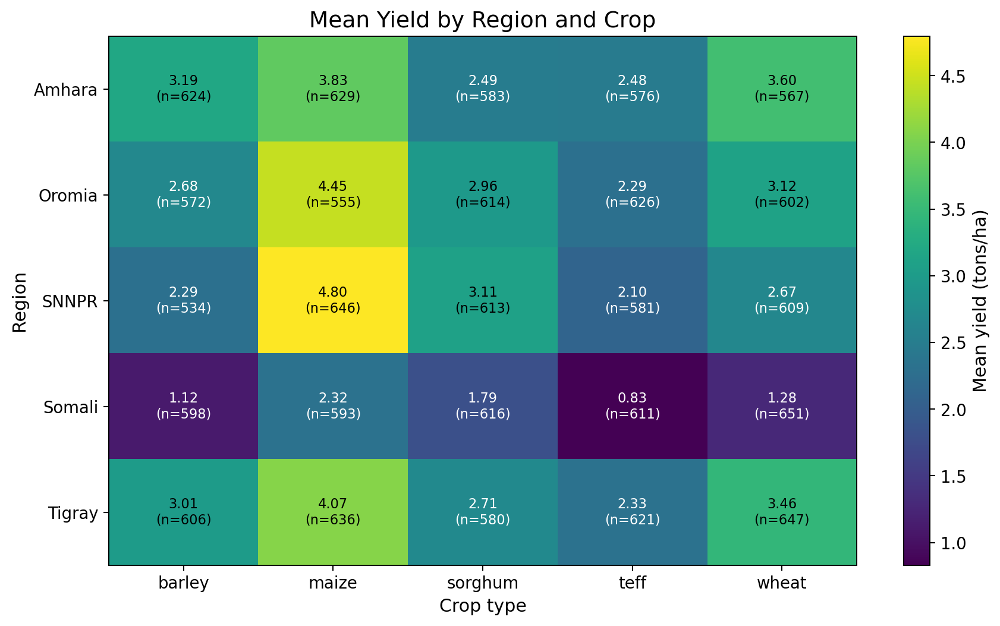 Mean Yield by Region and Crop
Region
Amhara
3.19
(n=624)
3.83
(n=629)
2.49
(n=583)
2.48
(n=576)
3.60
(n=567)
Oromia
2.68
(n=572)
4.45
(n=555)
2.96
(n=614)
2.29
(n=626)
3.12
(n=602)
SNNPR
2.29
(n=534)
4.80
(n=646)
3.11
(n=613)
2.10
(n=581)
2.67
(n=609)
Somali
1.12
(n=598)
2.32
(n=593)
1.79
(n=616)
0.83
(n=611)
1.28
(n=651)
Tigray
3.01
(n=606)
4.07
(n=636)
2.71
(n=580)
2.33
(n=621)
3.46
(n=647)
barley
maize
sorghum
teff
wheat
Crop type
4.5
4.0
3.5
3.0
2.5
2.0
1.5
1.0
Mean yield (tons/ha)